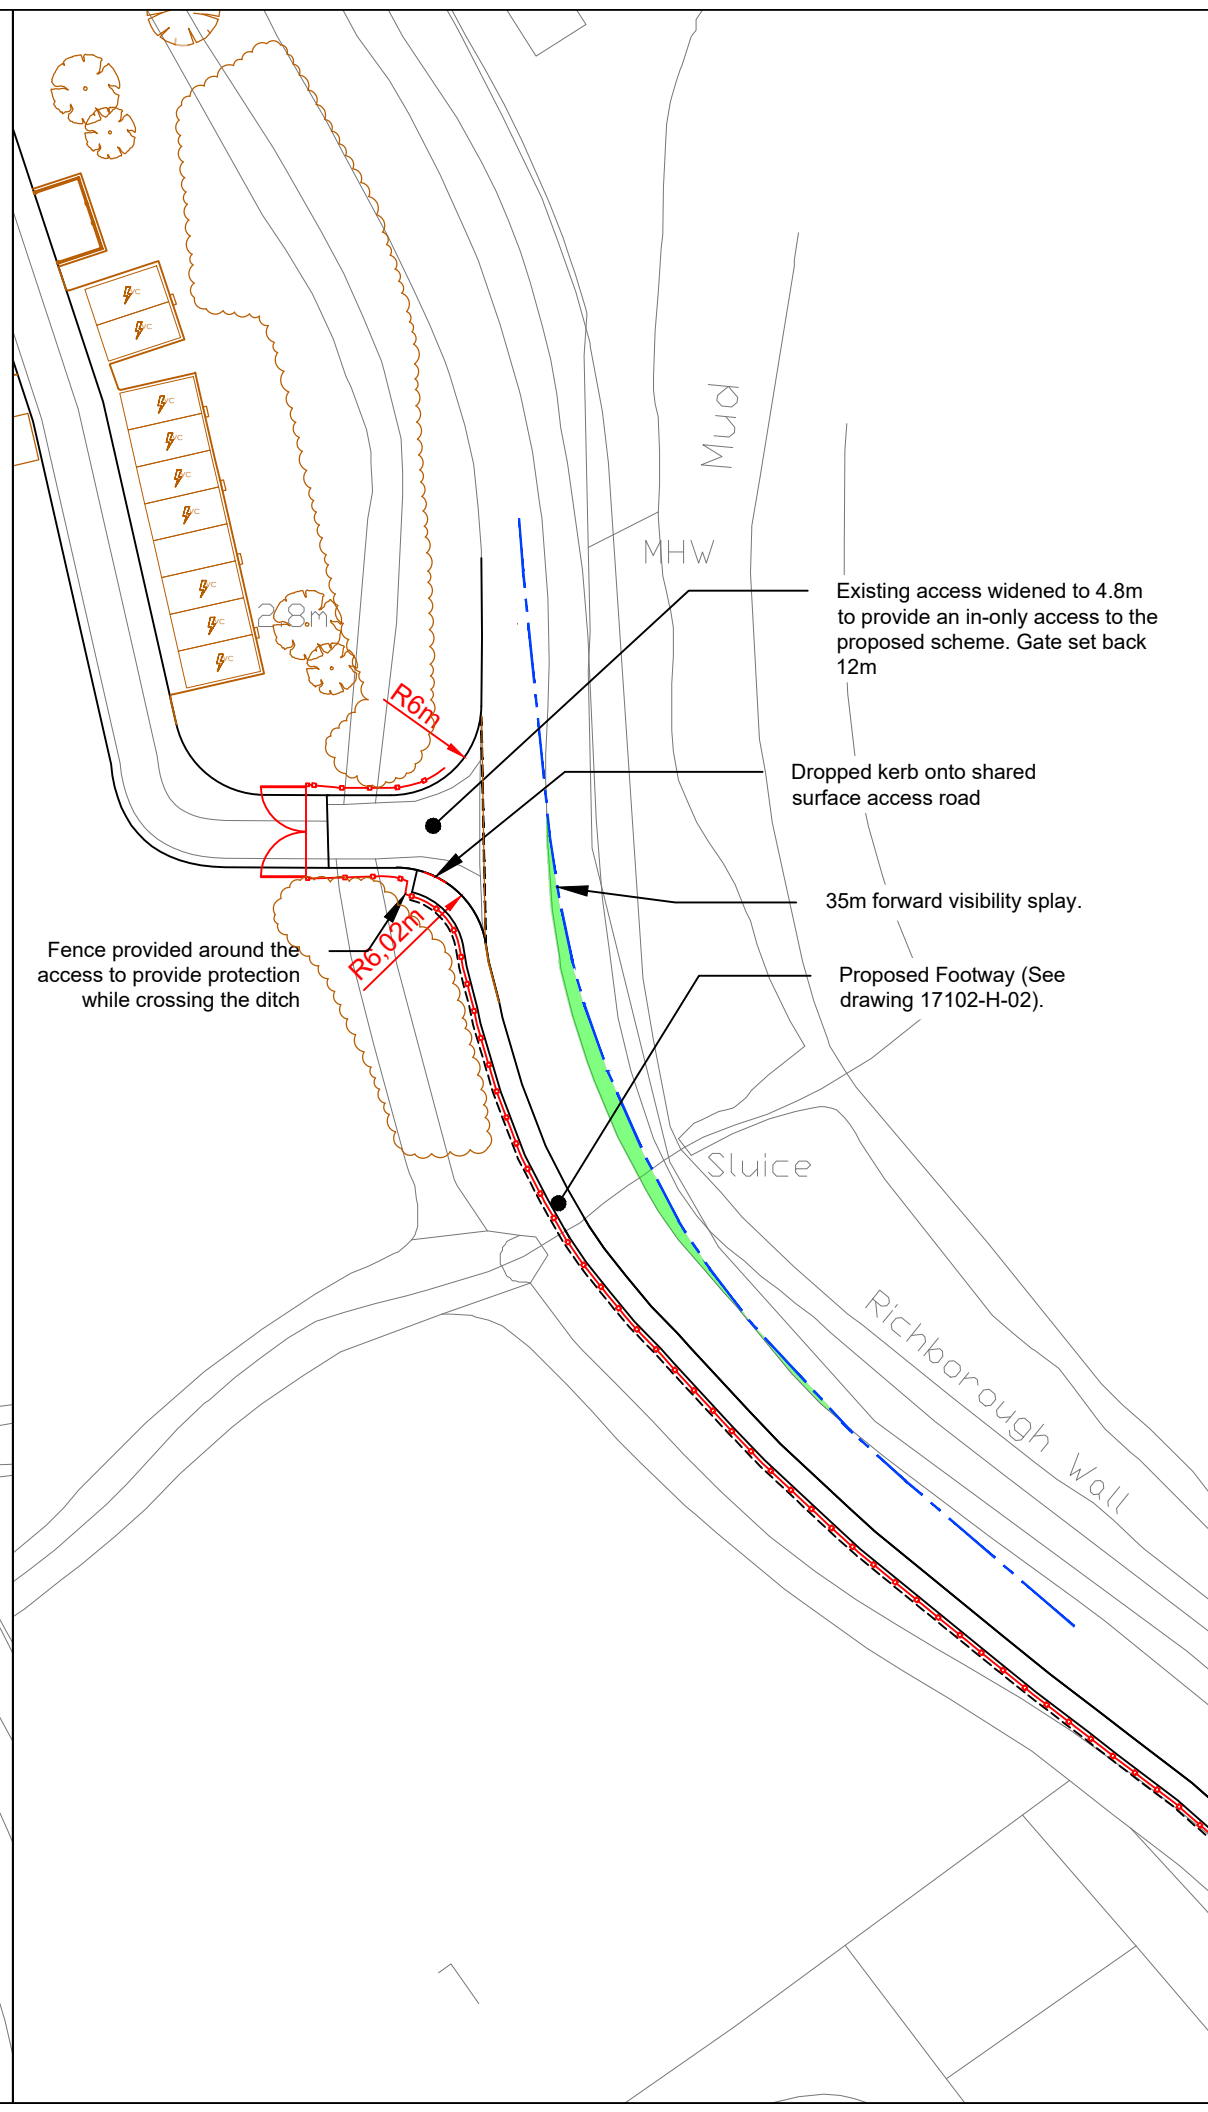 Mud
MHW
Existing access widened to 4.8m
to provide an in-only access to the
proposed scheme. Gate set back
12m
2.8m
R6m
Dropped kerb onto shared
surface access road
35m forward visibility splay.
Fence provided around the
access to provide protection
while crossing the ditch
R6,02m
Proposed Footway (See
drawing 17102-H-02).
Sluice
Richborough Wall